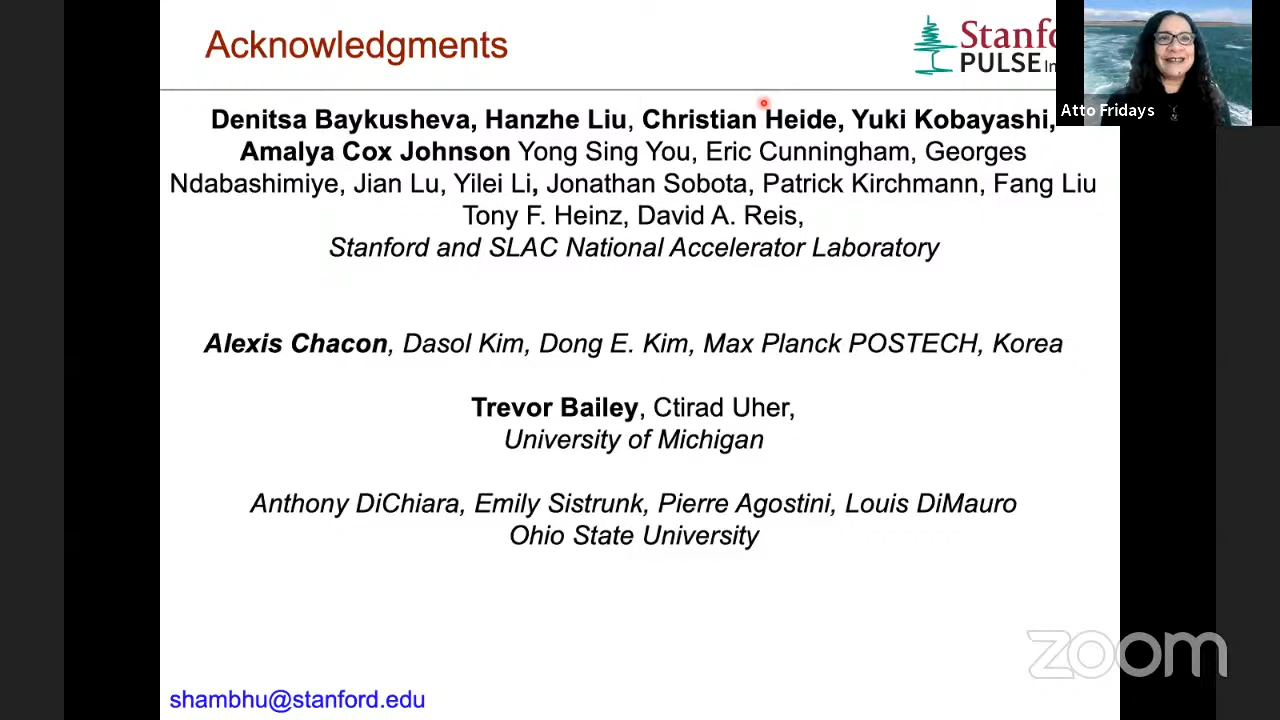 Acknowledgments
Stanfo
PULSE In
Atto Fridays
Denitsa Baykusheva, Hanzhe Liu, Christian Heide, Yuki Kobayashi,
Amalya Cox Johnson Yong Sing You, Eric Cunningham, Georges
Ndabashimiye, Jian Lu, Yilei Li, Jonathan Sobota, Patrick Kirchmann, Fang Liu
Tony F. Heinz, David A. Reis,
Stanford and SLAC National Accelerator Laboratory
Alexis Chacon, Dasol Kim, Dong E. Kim, Max Planck POSTECH, Korea
Trevor Bailey, Ctirad Uher,
University of Michigan
Anthony DiChiara, Emily Sistrunk, Pierre Agostini, Louis DiMauro
Ohio State University
zoom
shambhu@stanford.edu